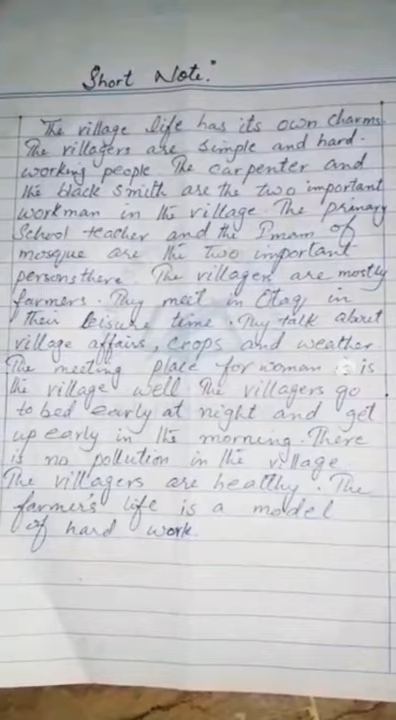 Short Note:
The village life has its own charms
The villagers are simple and hard-
working people. The carpenter and
the black smith are the two important
workman in the village. The primary
School teacher and the Imam of
mosque are the two important
persons there. The villagers are mostly
farmers. They meet in Otaq in
their leisure time. They talk about
village affairs, crops and weather.
The meeting place for woman is
the village well. The villagers go
to bed early at night and get
up early in the morning. There
is no pollution in the village
The villagers are healthy. The
farmer's life is a model
of hard work.